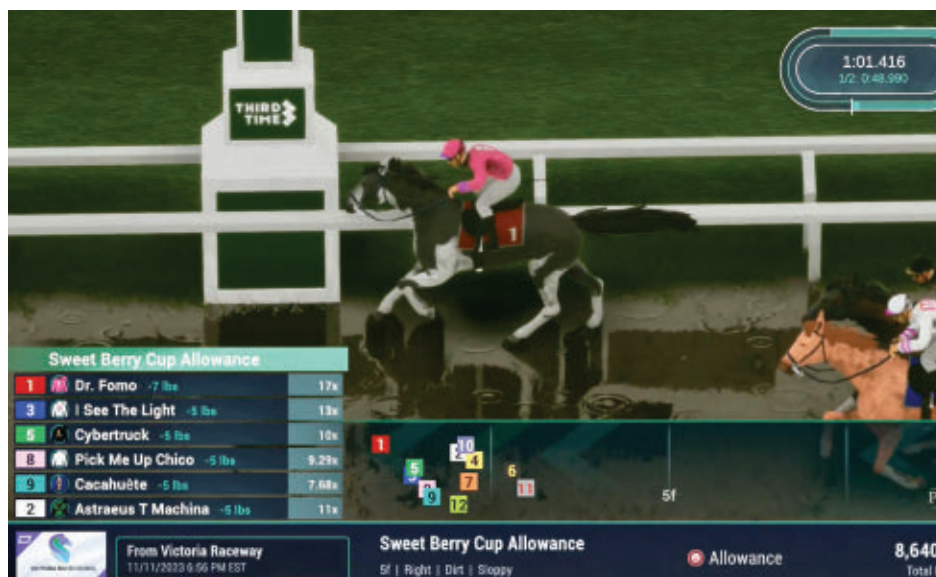 THIRD
TIME
1:01.416
1/2: 0:48.990
1
Sweet Berry Cup Allowance
1 Dr. Fomo -7 lbs 17x
3 I See The Light -5 lbs 13x
5 Cybertruck -5 lbs 10x
8 Pick Me Up Chico -5 lbs 9.29x
9 Cacahuète -5 lbs 7.68x
2 Astraeus T Machina -5 lbs 11x
1
10
2
4
5
3
6
7
8
9
11
12
5f
From Victoria Raceway
11/11/2023 6:56 PM EST
Sweet Berry Cup Allowance
5f | Right | Dirt | Sloppy
Allowance
8,640
Total